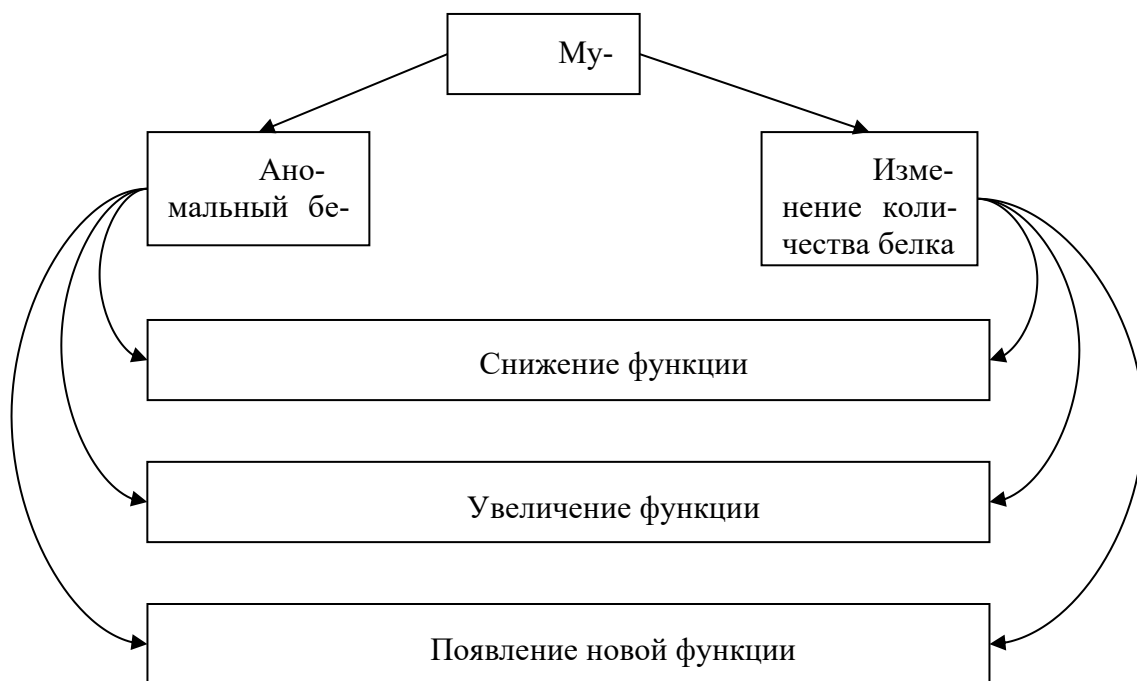 Му-
Ано-
мальный бе-
Изме-
нение коли-
чества белка
Снижение функции
Увеличение функции
Появление новой функции